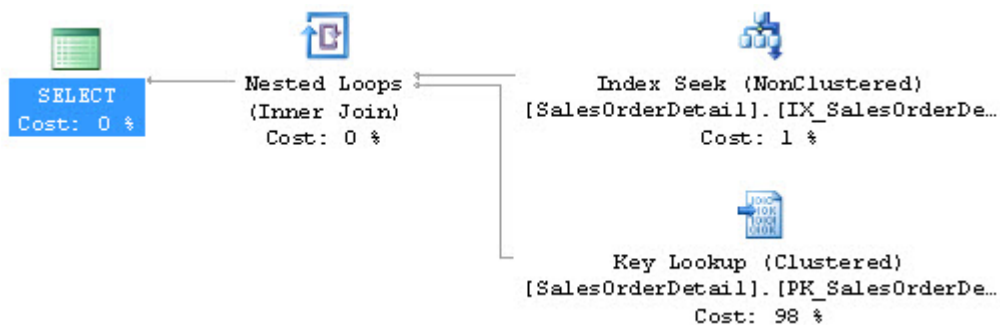 SELECT
Cost: 0 %
Nested Loops
(Inner Join)
Cost: 0 %
Index Seek (NonClustered)
[SalesOrderDetail].[IX_SalesOrderDe…
Cost: 1 %
Key Lookup (Clustered)
[SalesOrderDetail].[PK_SalesOrderDe…
Cost: 98 %